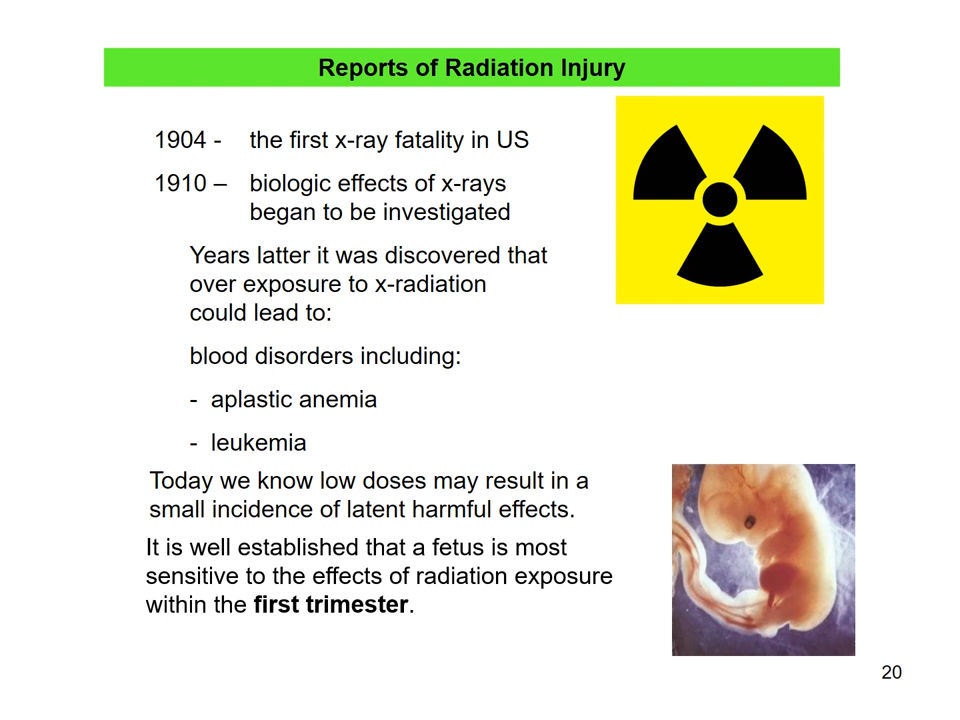 Reports of Radiation Injury
1904 - the first x-ray fatality in US
1910 – biologic effects of x-rays
began to be investigated
Years latter it was discovered that
over exposure to x-radiation
could lead to:
blood disorders including:
- aplastic anemia
- leukemia
Today we know low doses may result in a
small incidence of latent harmful effects.
It is well established that a fetus is most
sensitive to the effects of radiation exposure
within the first trimester.
20